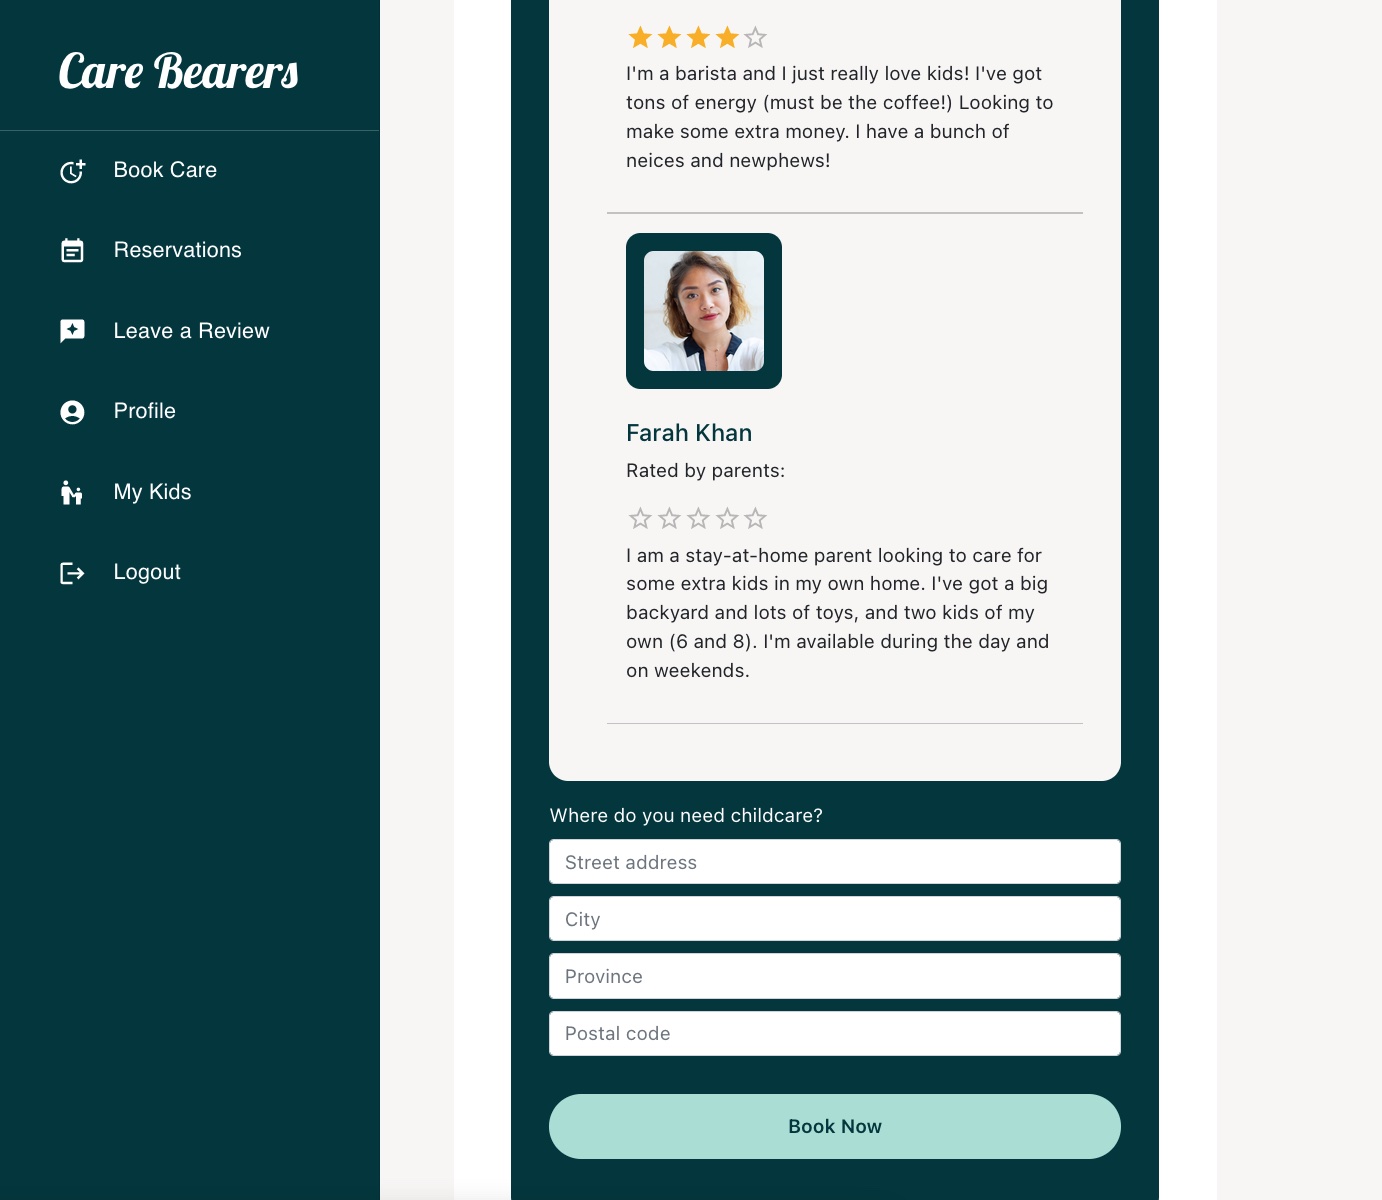 Care Bearers
Book Care
Reservations
Leave a Review
Profile
My Kids
Logout
I'm a barista and I just really love kids! I've got
tons of energy (must be the coffee!) Looking to
make some extra money. I have a bunch of
neices and newphews!
Farah Khan
Rated by parents:
I am a stay-at-home parent looking to care for
some extra kids in my own home. I've got a big
backyard and lots of toys, and two kids of my
own (6 and 8). I'm available during the day and
on weekends.
Where do you need childcare?
Street address
City
Province
Postal code
Book Now